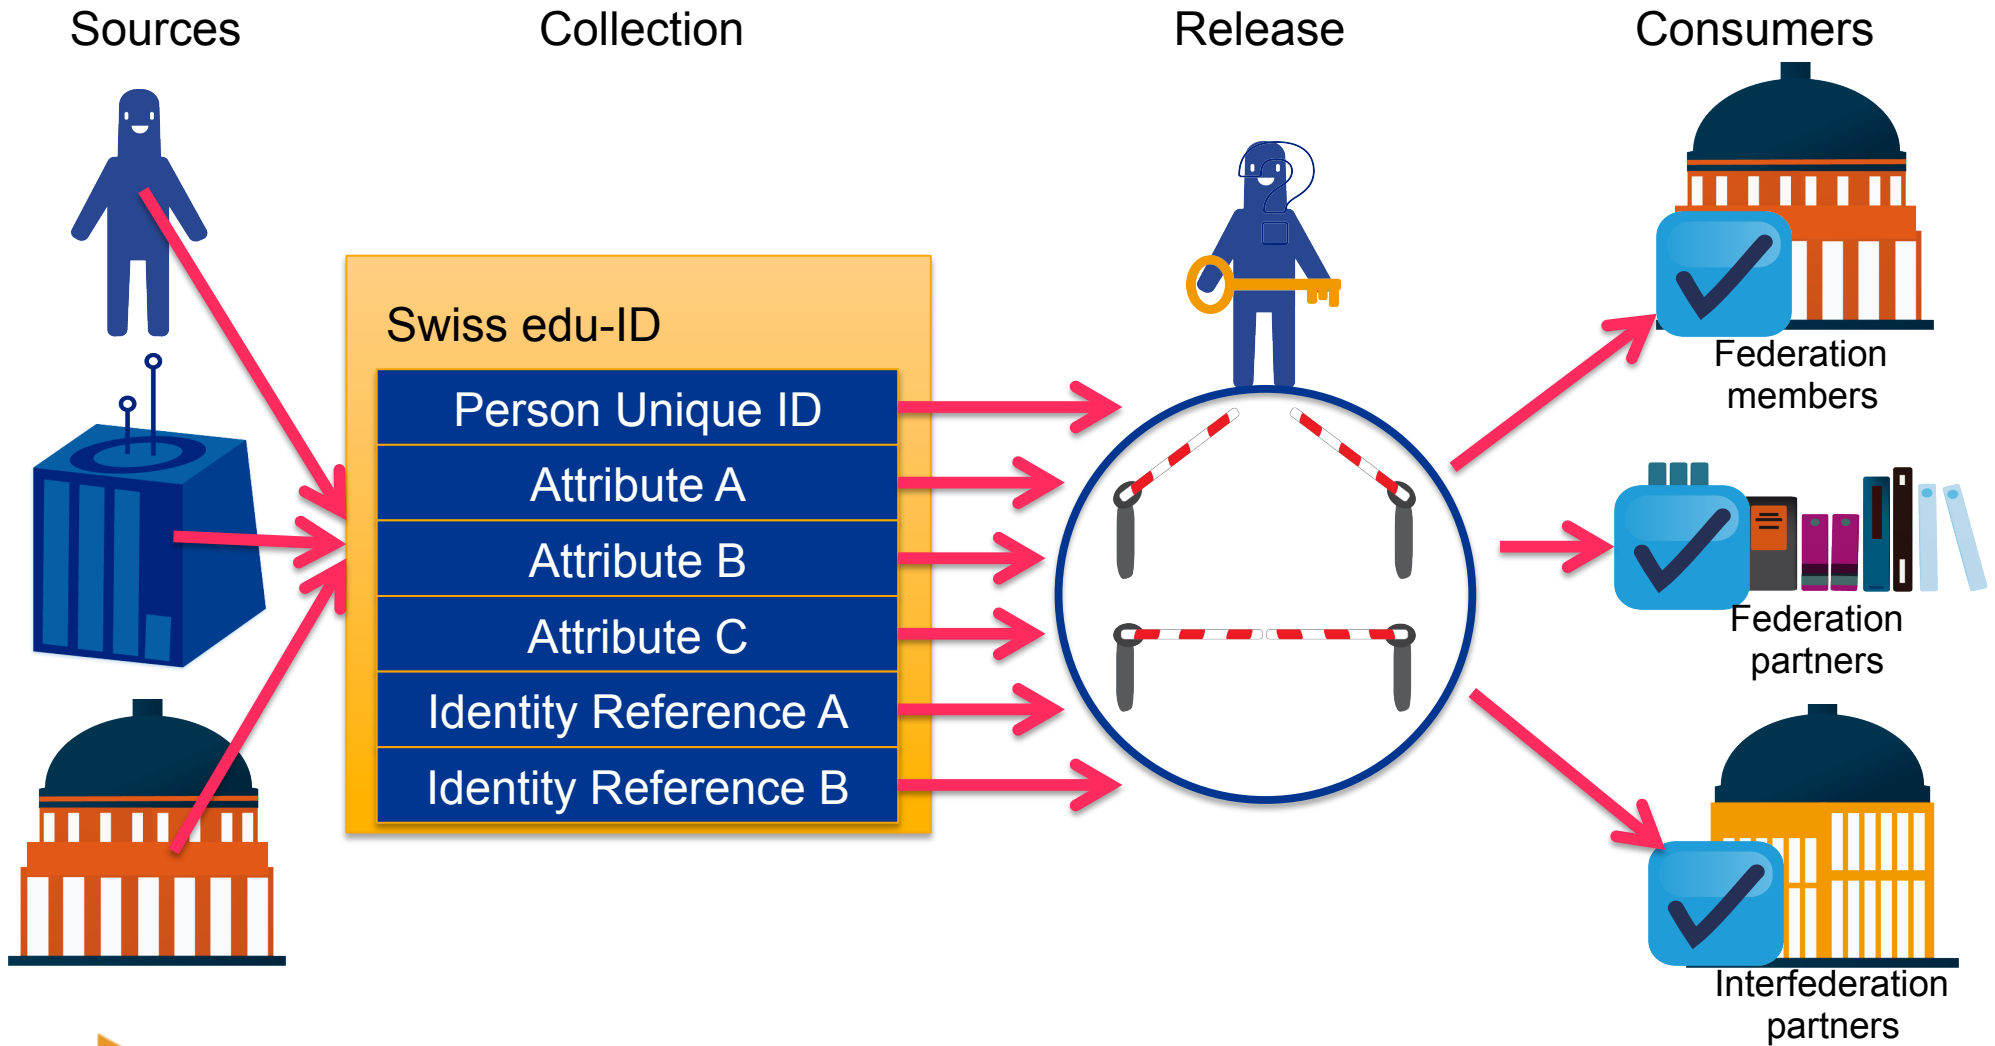 Sources
Collection
Release
Consumers
?
Swiss edu-ID
Person Unique ID
Attribute A
Attribute B
Attribute C
Identity Reference A
Identity Reference B
Federation
members
Federation
partners
Interfederation
partners